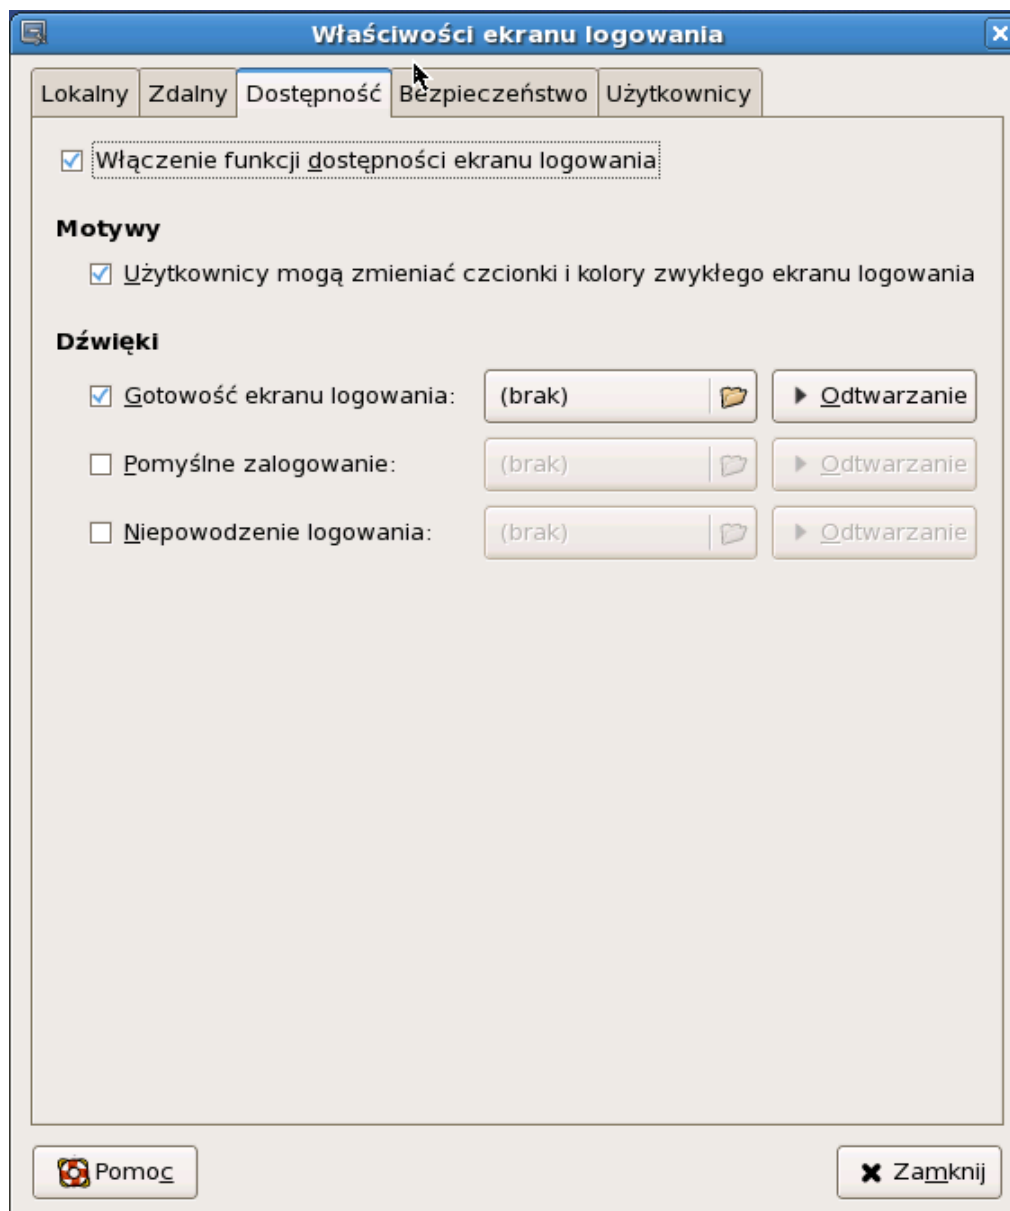 Właściwości ekranu logowania
Lokalny Zdalny Dostępność Bezpieczeństwo Użytkownicy
Włączenie funkcji dostępności ekranu logowania
Motywy
Użytkownicy mogą zmieniać czcionki i kolory zwykłego ekranu logowania
Dźwięki
Gotowość ekranu logowania: (brak) Odtwarzanie
Pomyślne zalogowanie: (brak) Odtwarzanie
Niepowodzenie logowania: (brak) Odtwarzanie
Pomoc Zamknij